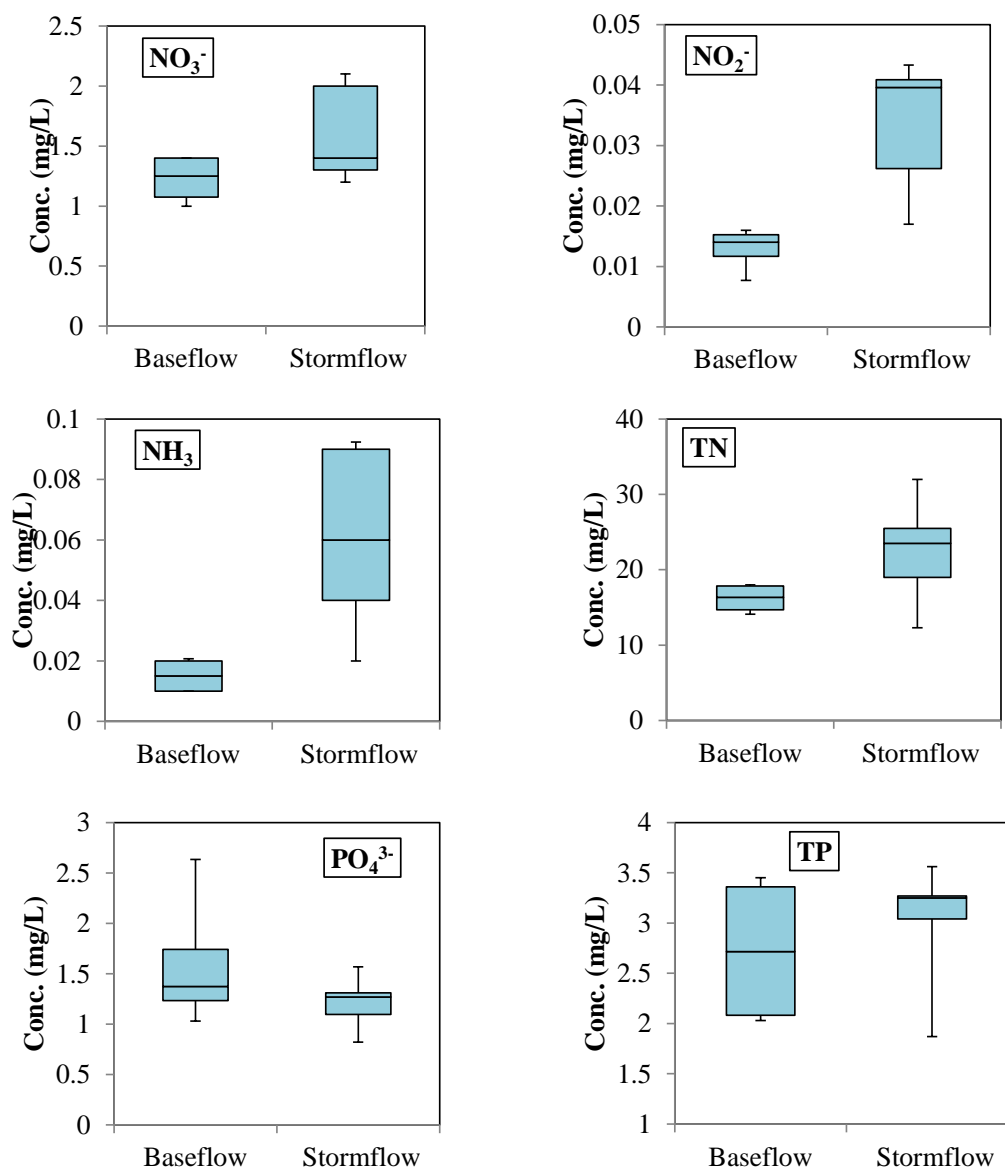 NO₃⁻
Conc. (mg/L)
2.5
2
1.5
1
0.5
0
Baseflow Stormflow
NO₂⁻
Conc. (mg/L)
0.05
0.04
0.03
0.02
0.01
0
Baseflow Stormflow
NH₃
Conc. (mg/L)
0.1
0.08
0.06
0.04
0.02
0
Baseflow Stormflow
TN
Conc. (mg/L)
40
30
20
10
0
Baseflow Stormflow
PO₄³⁻
Conc. (mg/L)
3
2.5
2
1.5
1
0.5
0
Baseflow Stormflow
TP
Conc. (mg/L)
4
3.5
3
2.5
2
1.5
1
Baseflow Stormflow